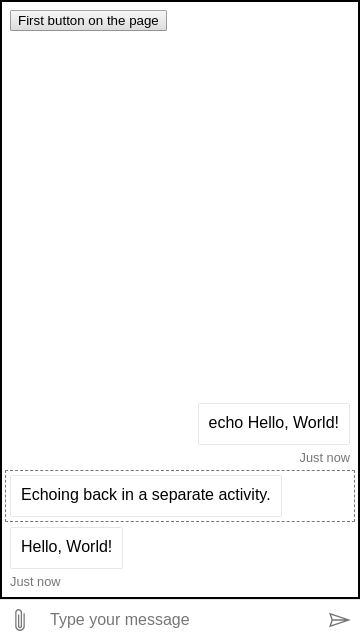 First button on the page
echo Hello, World!
Just now
Echoing back in a separate activity.
Hello, World!
Just now
Type your message